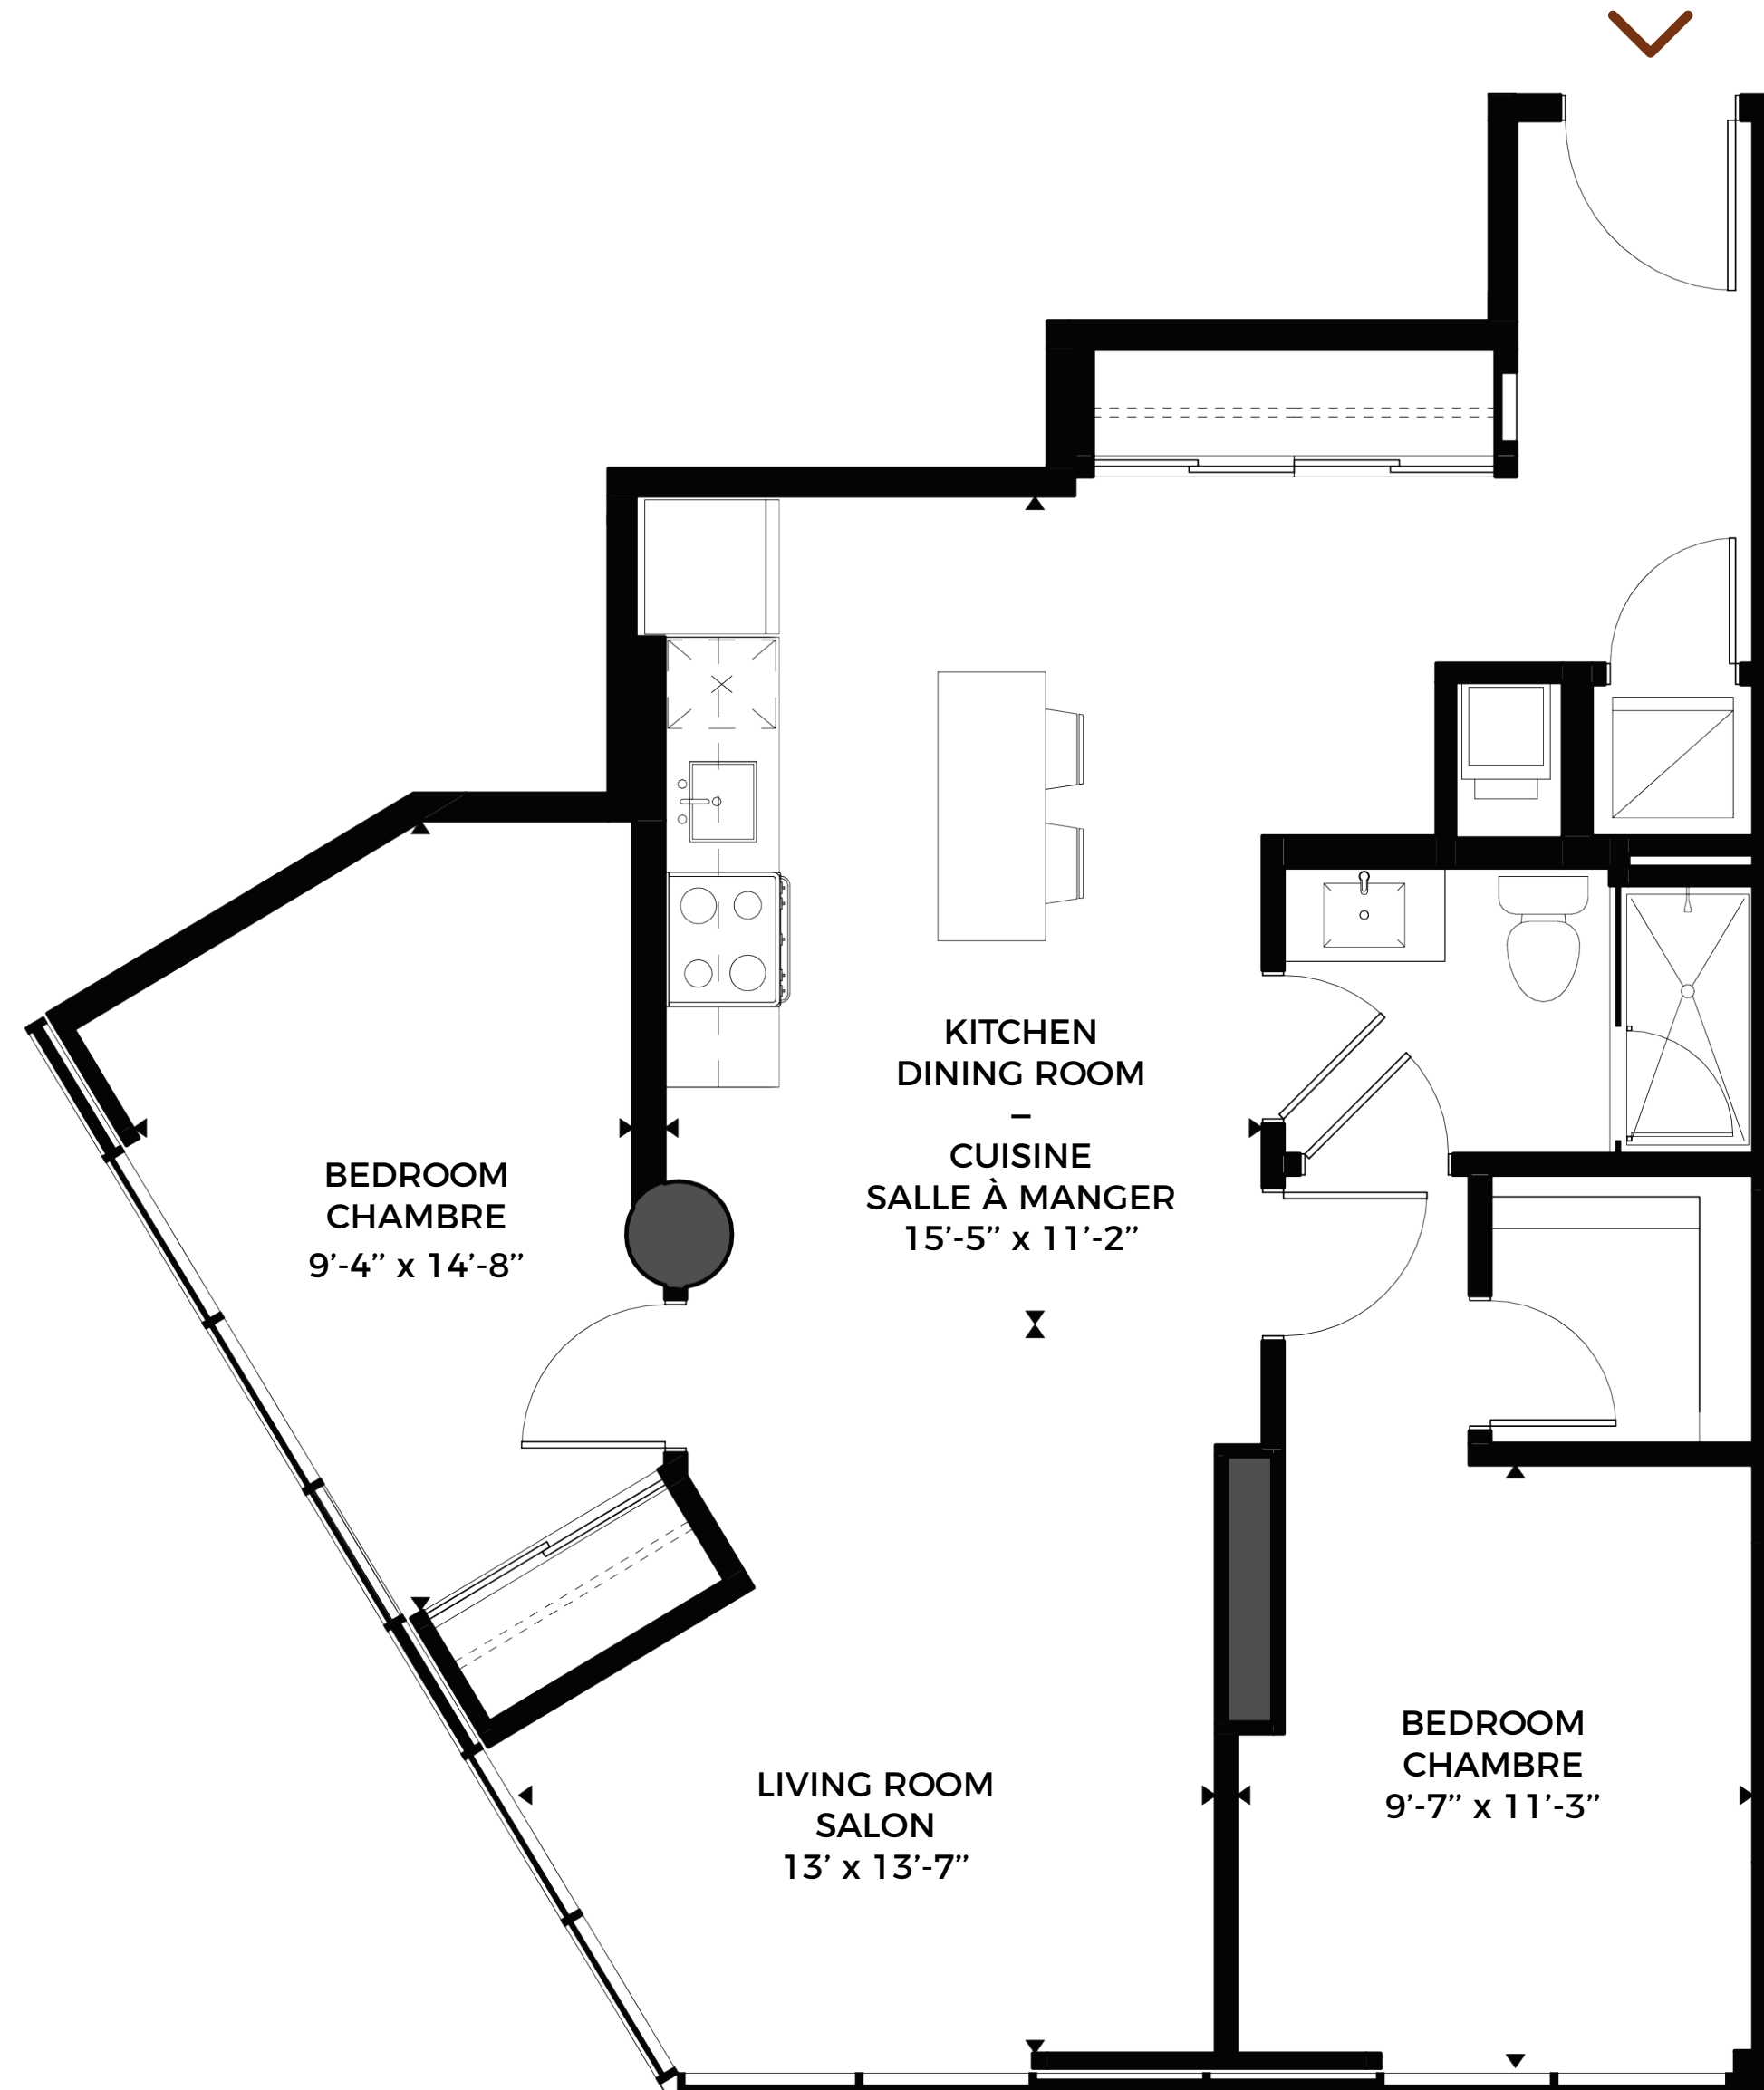 KITCHEN
DINING ROOM
–
CUISINE
SALLE À MANGER
15’-5” x 11’-2”
BEDROOM
CHAMBRE
9’-4” x 14’-8”
BEDROOM
CHAMBRE
9’-7” x 11’-3”
LIVING ROOM
SALON
13’ x 13’-7”